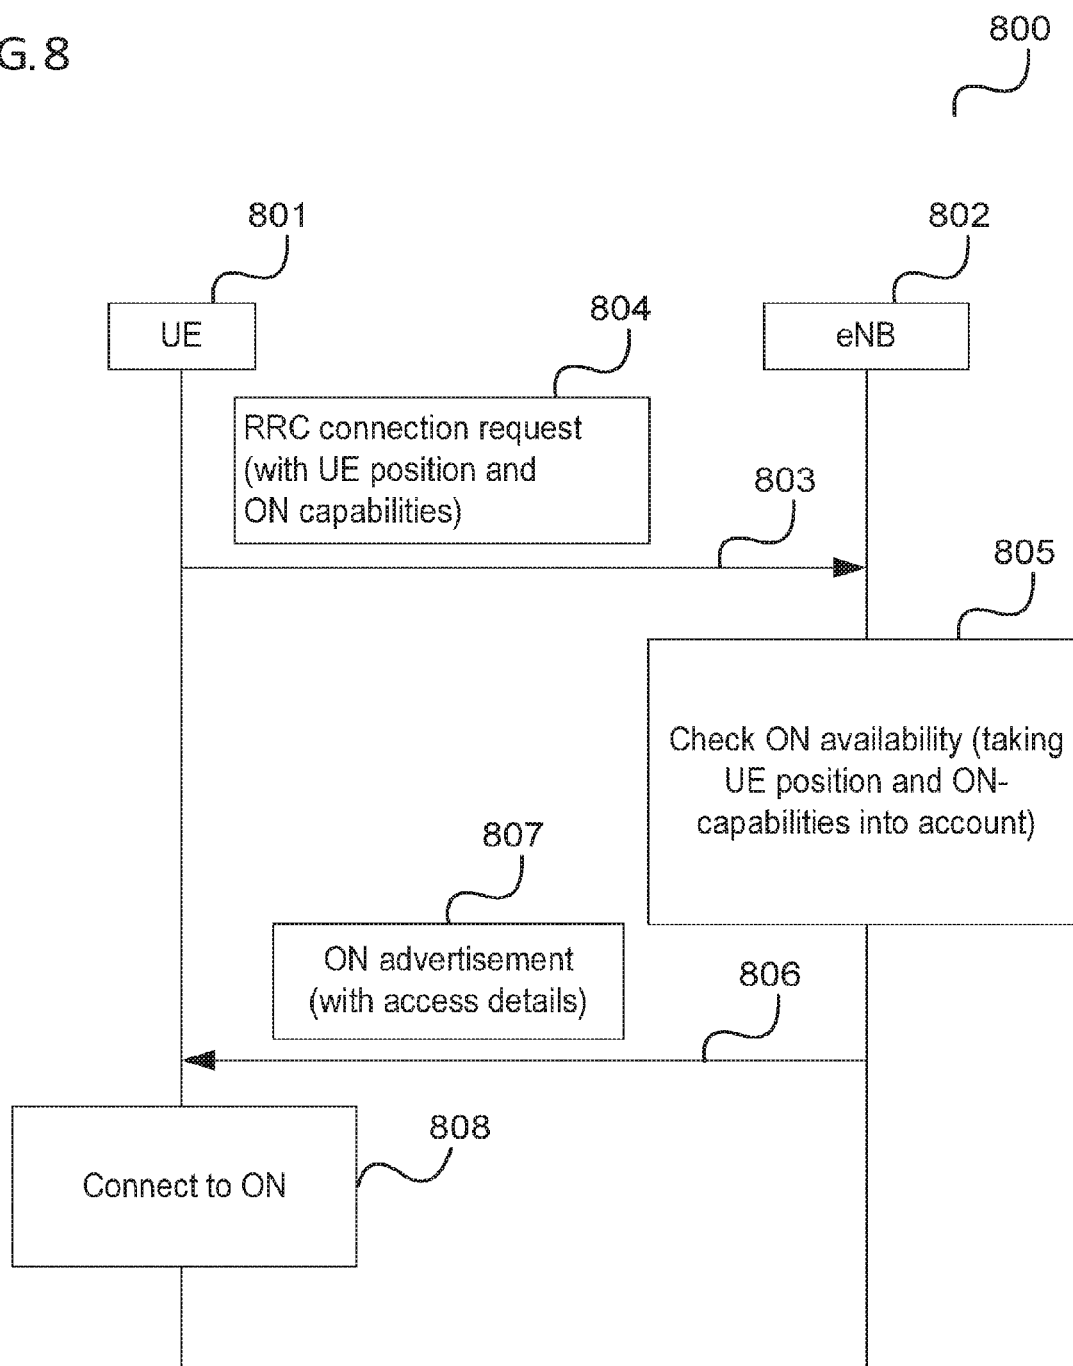 G. 8
800
801
802
UE
804
eNB
RRC connection request
(with UE position and
ON capabilities)
803
805
Check ON availability (taking
UE position and ON-
capabilities into account)
807
ON advertisement
(with access details)
806
808
Connect to ON